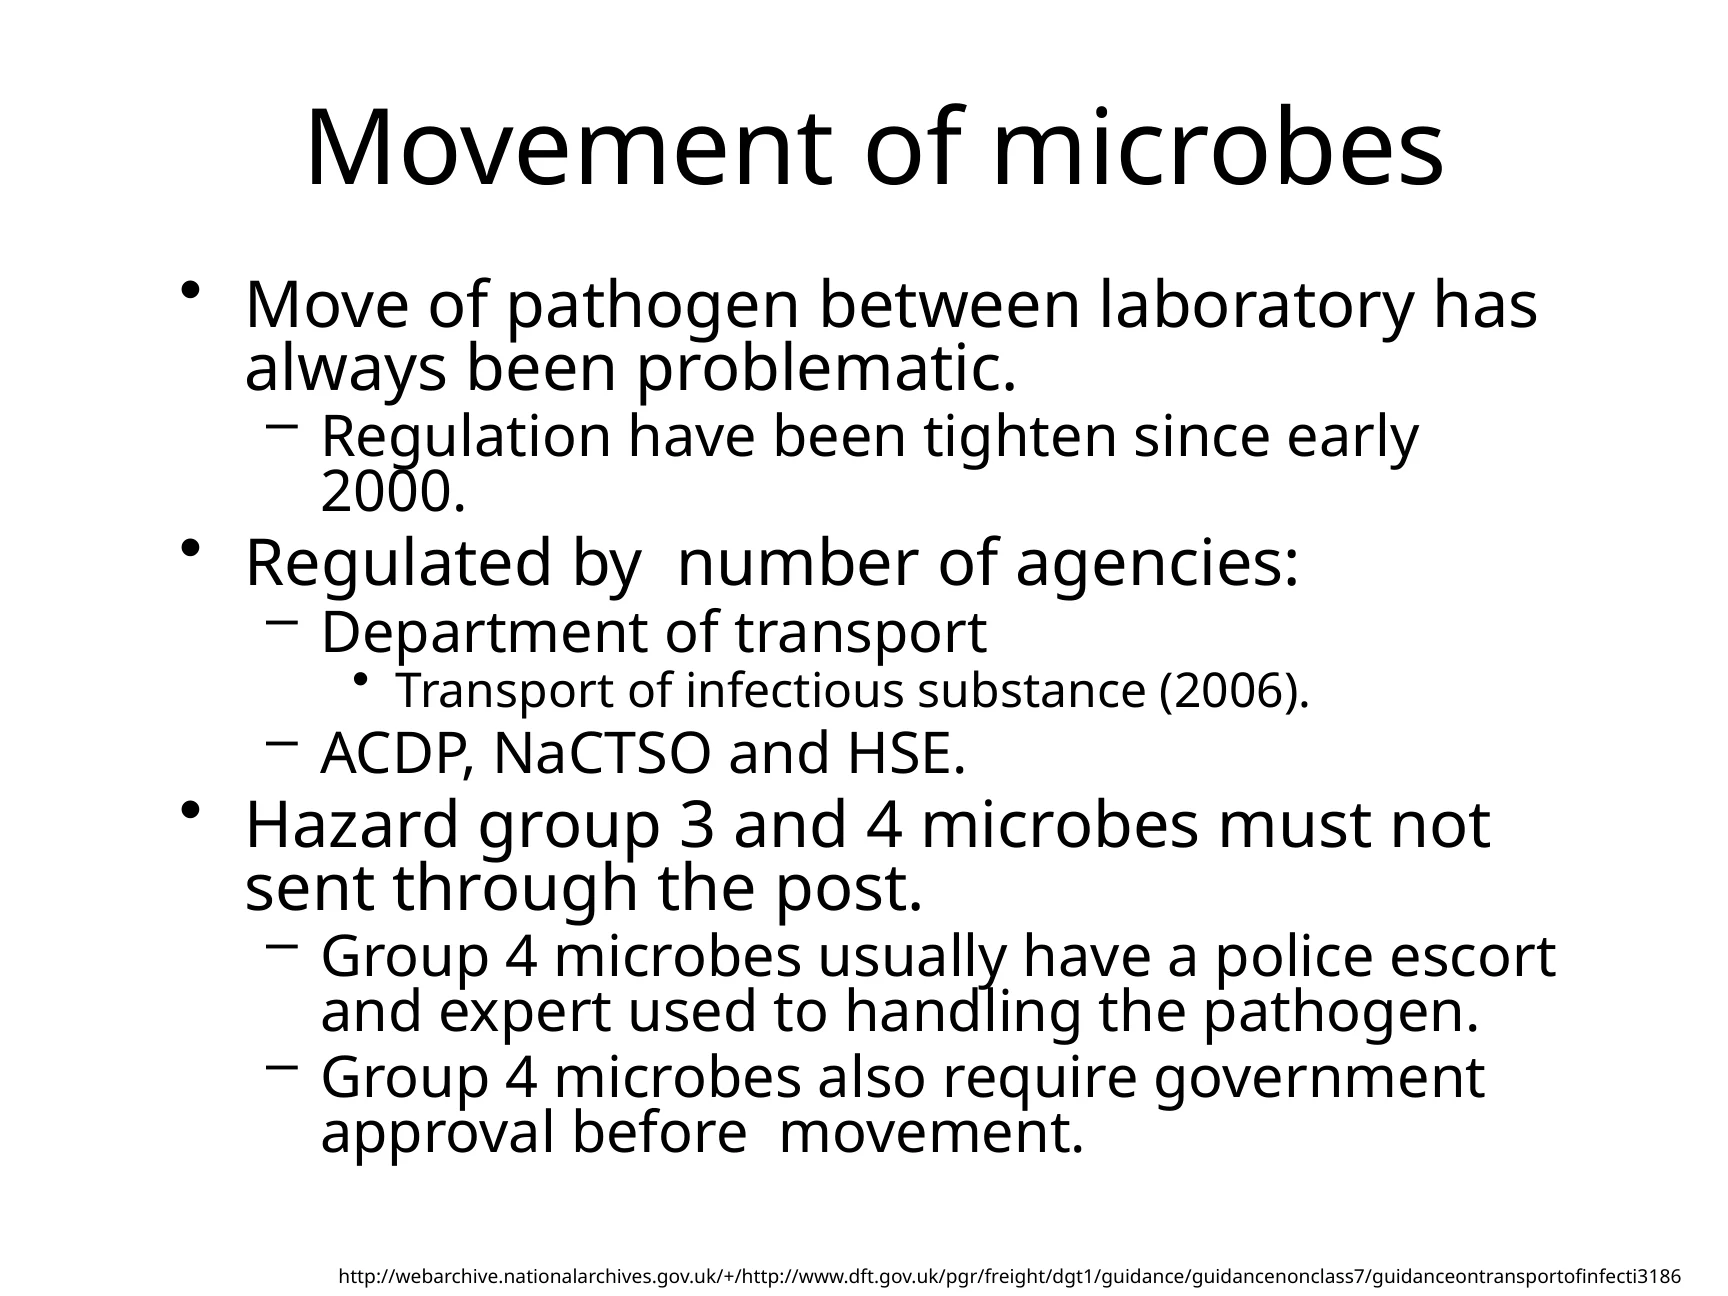 Movement of microbes
• Move of pathogen between laboratory has
always been problematic.
– Regulation have been tighten since early
2000.
• Regulated by  number of agencies:
– Department of transport
• Transport of infectious substance (2006).
– ACDP, NaCTSO and HSE.
• Hazard group 3 and 4 microbes must not
sent through the post.
– Group 4 microbes usually have a police escort
and expert used to handling the pathogen.
– Group 4 microbes also require government
approval before  movement.
http://webarchive.nationalarchives.gov.uk/+/http://www.dft.gov.uk/pgr/freight/dgt1/guidance/guidancenonclass7/guidanceontransportofinfecti3186